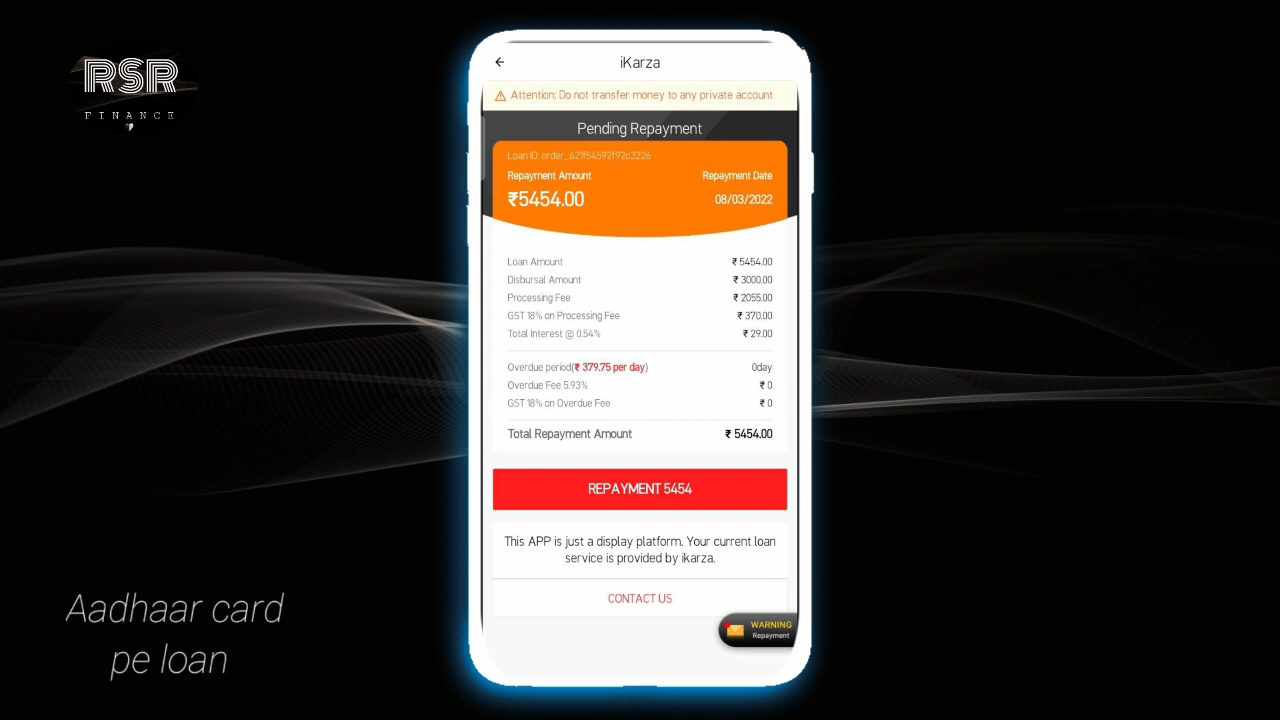 RSR
FINANCE
iKarza
Attention: Do not transfer money to any private account
Pending Repayment
Loan ID: order_621f54592f92c3226
Repayment Amount Repayment Date
₹5454.00 08/03/2022
Loan Amount ₹ 5454.00
Disbursal Amount ₹ 3000.00
Processing Fee ₹ 2055.00
GST 18% on Processing Fee ₹ 370.00
Total Interest @ 0.54% ₹ 29.00
Overdue period(₹ 379.75 per day) 0day
Overdue Fee 5.93% ₹ 0
GST 18% on Overdue Fee ₹ 0
Total Repayment Amount ₹ 5454.00
REPAYMENT 5454
This APP is just a display platform. Your current loan
service is provided by ikarza.
CONTACT US
WARNING
Repayment
Aadhaar card
pe loan